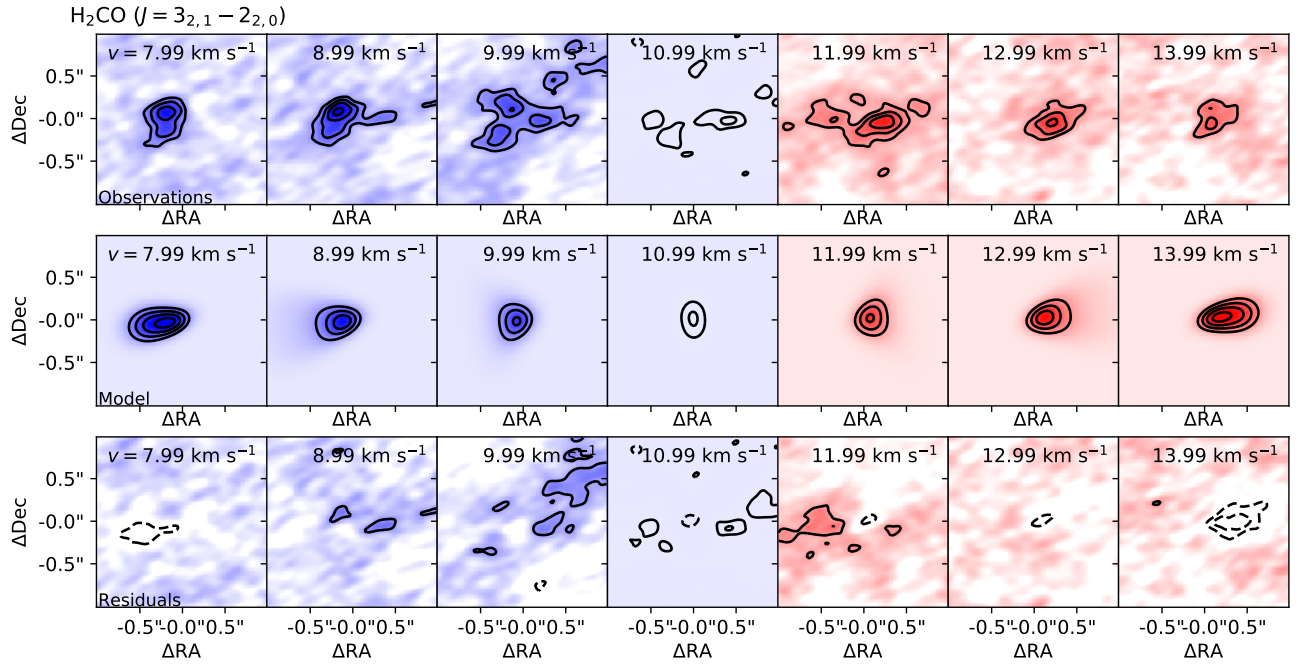 H₂CO (J = 3₂,₁ − 2₂,₀)
v = 7.99 km s⁻¹ 8.99 km s⁻¹ 9.99 km s⁻¹ 10.99 km s⁻¹ 11.99 km s⁻¹ 12.99 km s⁻¹ 13.99 km s⁻¹
0.5"
-0.0"
-0.5"
ΔDec
Observations
ΔRA ΔRA ΔRA ΔRA ΔRA ΔRA ΔRA
v = 7.99 km s⁻¹ 8.99 km s⁻¹ 9.99 km s⁻¹ 10.99 km s⁻¹ 11.99 km s⁻¹ 12.99 km s⁻¹ 13.99 km s⁻¹
0.5"
-0.0"
-0.5"
ΔDec
Model
ΔRA ΔRA ΔRA ΔRA ΔRA ΔRA ΔRA
v = 7.99 km s⁻¹ 8.99 km s⁻¹ 9.99 km s⁻¹ 10.99 km s⁻¹ 11.99 km s⁻¹ 12.99 km s⁻¹ 13.99 km s⁻¹
0.5"
-0.0"
-0.5"
ΔDec
Residuals
-0.5"-0.0"0.5" -0.5"-0.0"0.5" -0.5"-0.0"0.5" -0.5"-0.0"0.5" -0.5"-0.0"0.5" -0.5"-0.0"0.5" -0.5"-0.0"0.5"
ΔRA ΔRA ΔRA ΔRA ΔRA ΔRA ΔRA